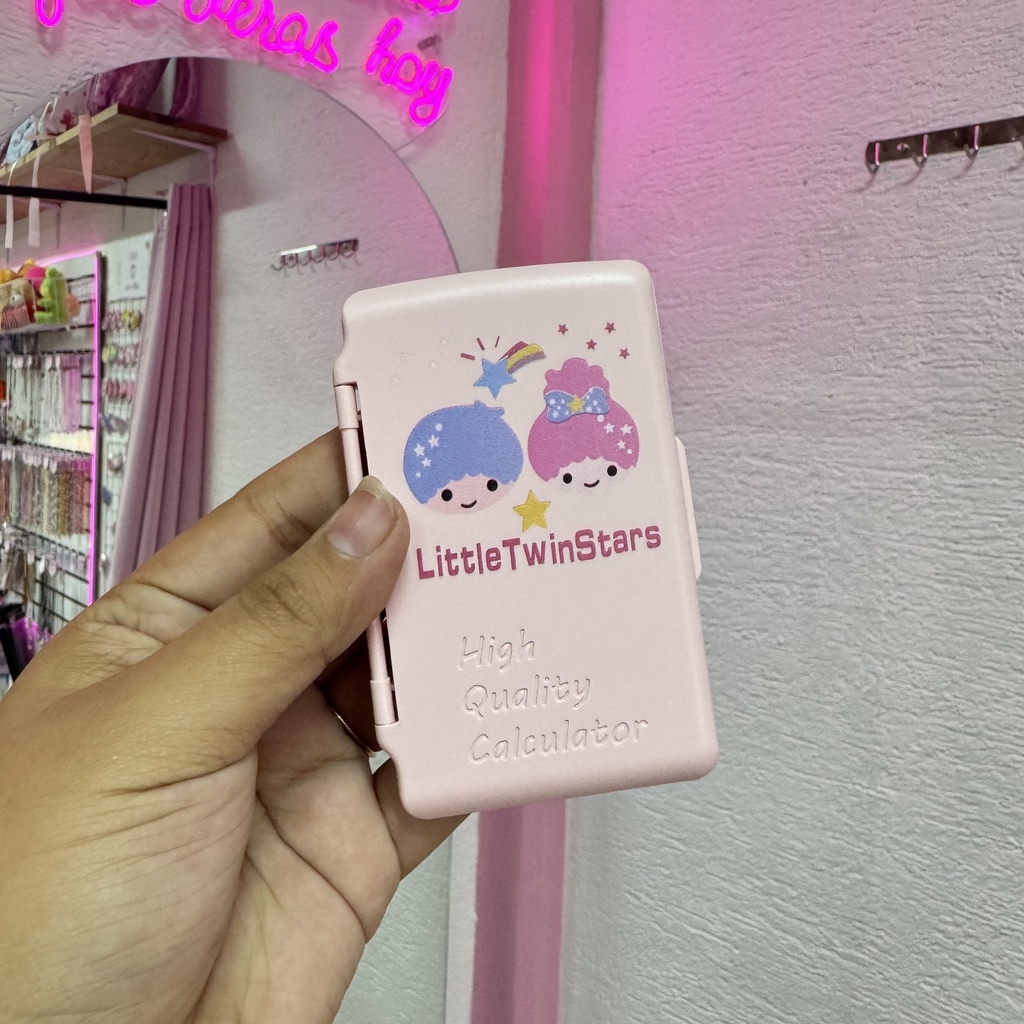 hoy
LittleTwinStars
High
Quality
Calculator